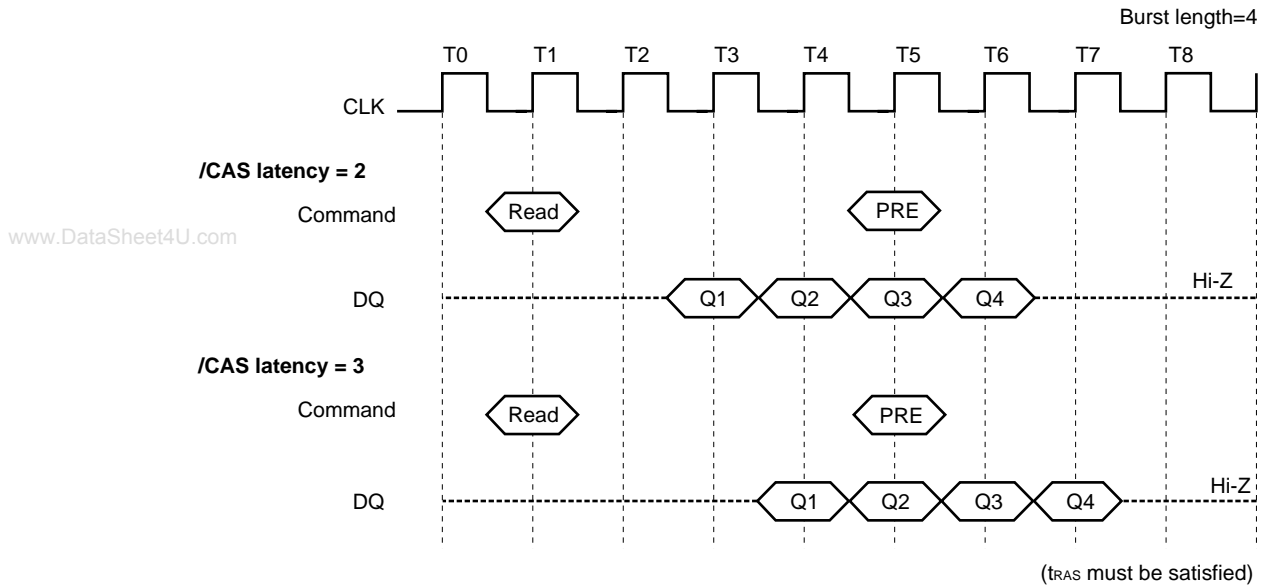 Burst length=4
T0 T1 T2 T3 T4 T5 T6 T7 T8
CLK
/CAS latency = 2
Command Read PRE
www.DataSheet4U.com
DQ Q1 Q2 Q3 Q4 Hi-Z
/CAS latency = 3
Command Read PRE
DQ Q1 Q2 Q3 Q4 Hi-Z
(tRAS must be satisfied)